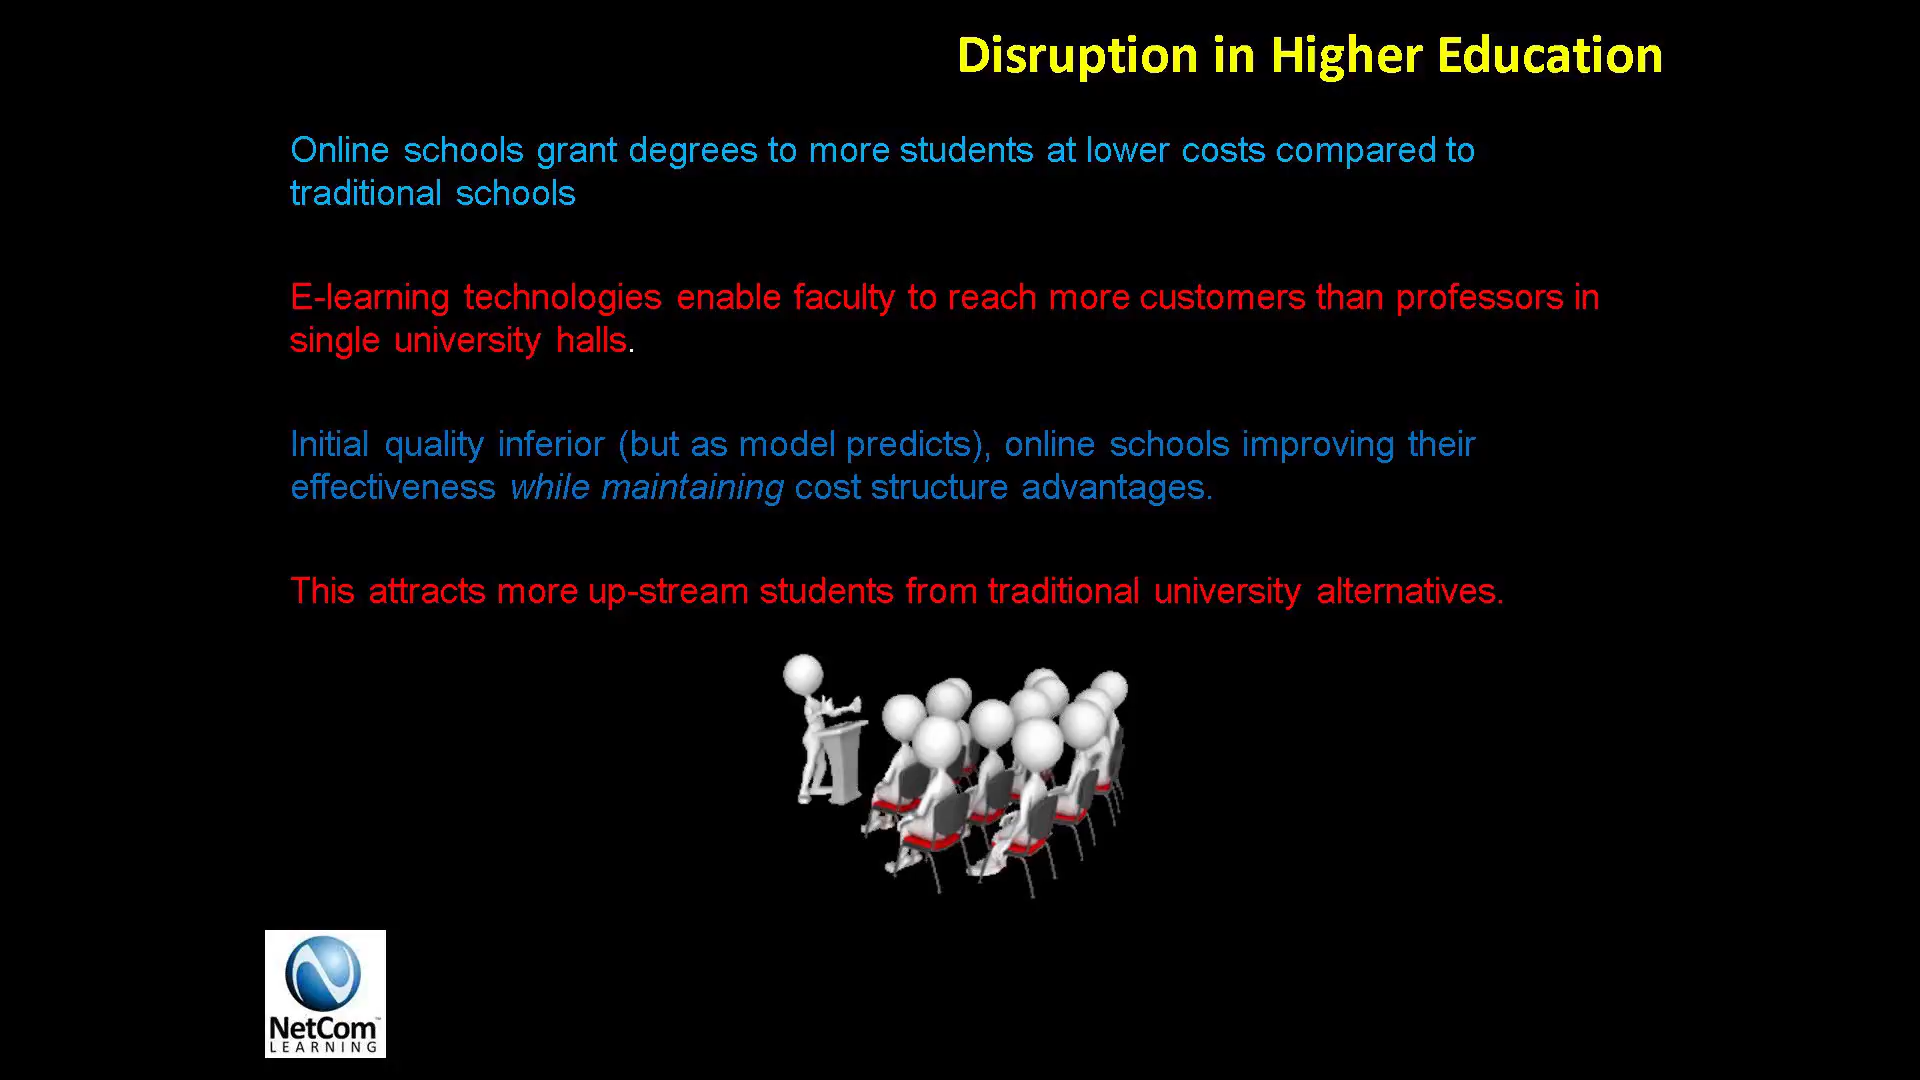 Disruption in Higher Education
Online schools grant degrees to more students at lower costs compared to
traditional schools
E-learning technologies enable faculty to reach more customers than professors in
single university halls.
Initial quality inferior (but as model predicts), online schools improving their
effectiveness while maintaining cost structure advantages.
This attracts more up-stream students from traditional university alternatives.
NetCom™
LEARNING